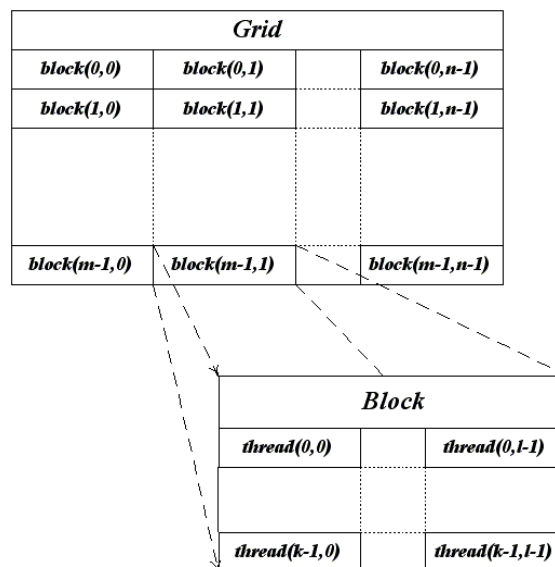 Grid
block(0,0) block(0,1) block(0,n-1)
block(1,0) block(1,1) block(1,n-1)
block(m-1,0) block(m-1,1) block(m-1,n-1)
Block
thread(0,0) thread(0,l-1)
thread(k-1,0) thread(k-1,l-1)